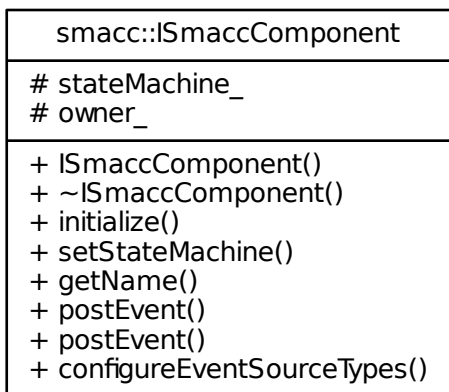 smacc::ISmaccComponent
# stateMachine_
# owner_
+ ISmaccComponent()
+ ~ISmaccComponent()
+ initialize()
+ setStateMachine()
+ getName()
+ postEvent()
+ postEvent()
+ configureEventSourceTypes()